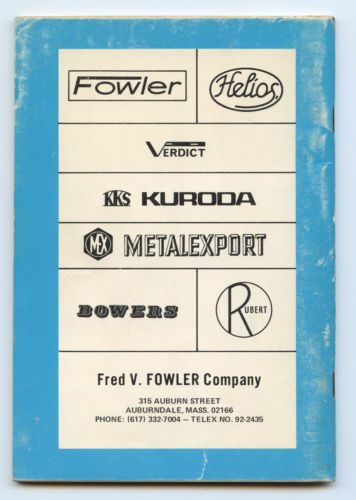 Fowler
Helios
VERDICT
KKS KURODA
MEX METALEXPORT
BOWERS
RUBERT
Fred V. FOWLER Company
315 AUBURN STREET
AUBURNDALE, MASS. 02166
PHONE: (617) 332-7004 – TELEX NO. 92-2435